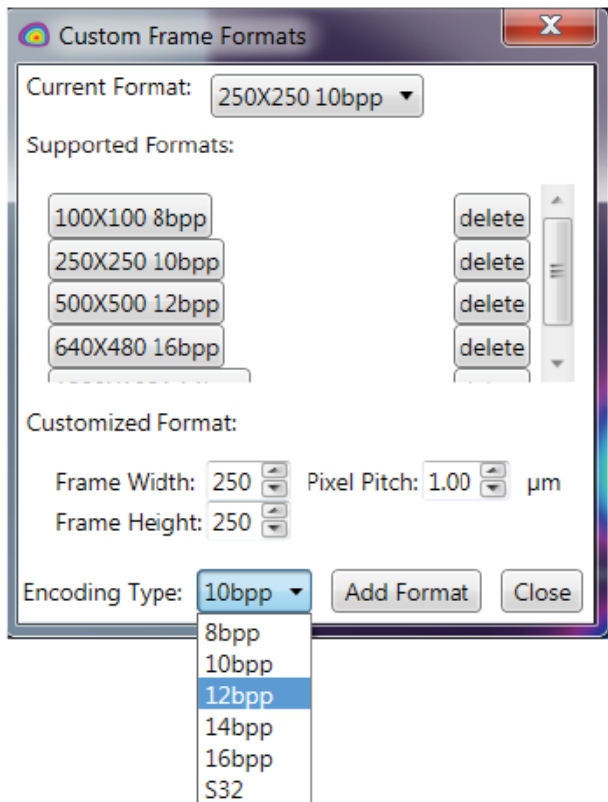 Custom Frame Formats
X
Current Format: 250X250 10bpp
Supported Formats:
100X100 8bpp delete
250X250 10bpp delete
500X500 12bpp delete
640X480 16bpp delete
Customized Format:
Frame Width: 250 Pixel Pitch: 1.00 µm
Frame Height: 250
Encoding Type: 10bpp Add Format Close
8bpp
10bpp
12bpp
14bpp
16bpp
S32